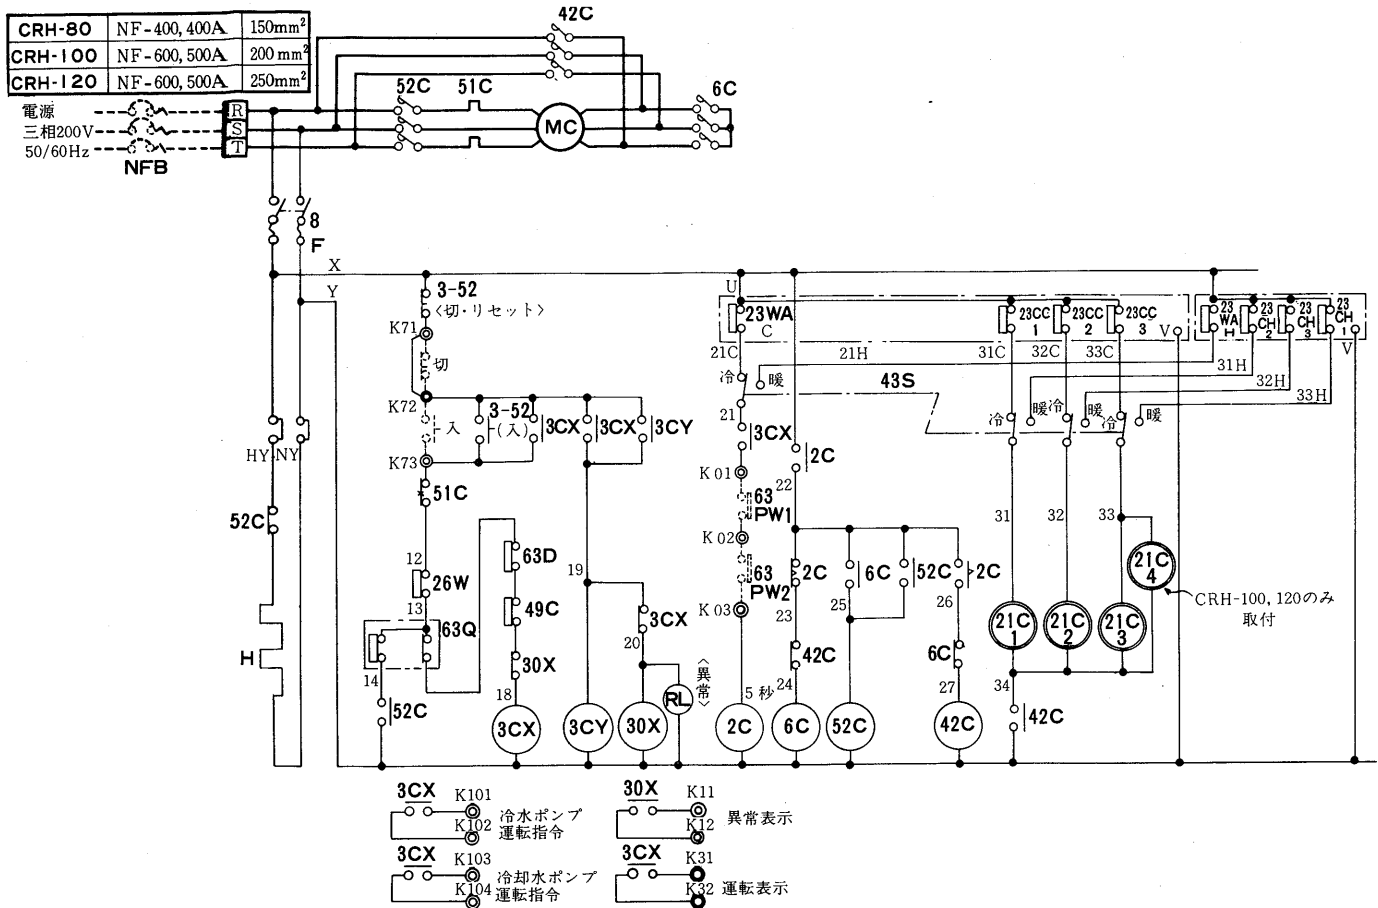 CRH-80 NF-400, 400A 150mm²
CRH-100 NF-600, 500A 200mm²
CRH-120 NF-600, 500A 250mm²
電源
三相200V
50/60Hz
NFB
R
S
T
42C
52C
51C
MC
6C
8
F
X
Y
3-52
〈切・リセット〉
K71
切
K72
入
3-52
(入)
3CX
3CX
3CY
K73
51C
12
26W
13
63Q
14
52C
HY
NY
52C
H
63D
49C
30X
18
3CX
19
3CY
3CX
20
30X
RL
〈異常〉
U
23WA
C
21C
21H
冷
暖
43S
21
3CX
K01
63
PW1
K02
63
PW2
K03
5秒
2C
2C
22
2C
23
42C
24
6C
6C
25
52C
52C
2C
26
6C
27
42C
23CC
1
23CC
2
23CC
3
V
31C
32C
33C
23
WA
H
23
CH
2
23
CH
3
23
CH
1
V
31H
32H
33H
冷
暖
冷
暖
冷
暖
31
32
33
21C
1
21C
2
21C
3
21C
4
CRH-100, 120のみ
取付
34
42C
3CX
K101
K102
冷水ポンプ
運転指令
30X
K11
K12
異常表示
3CX
K103
K104
冷却水ポンプ
運転指令
3CX
K31
K32
運転表示